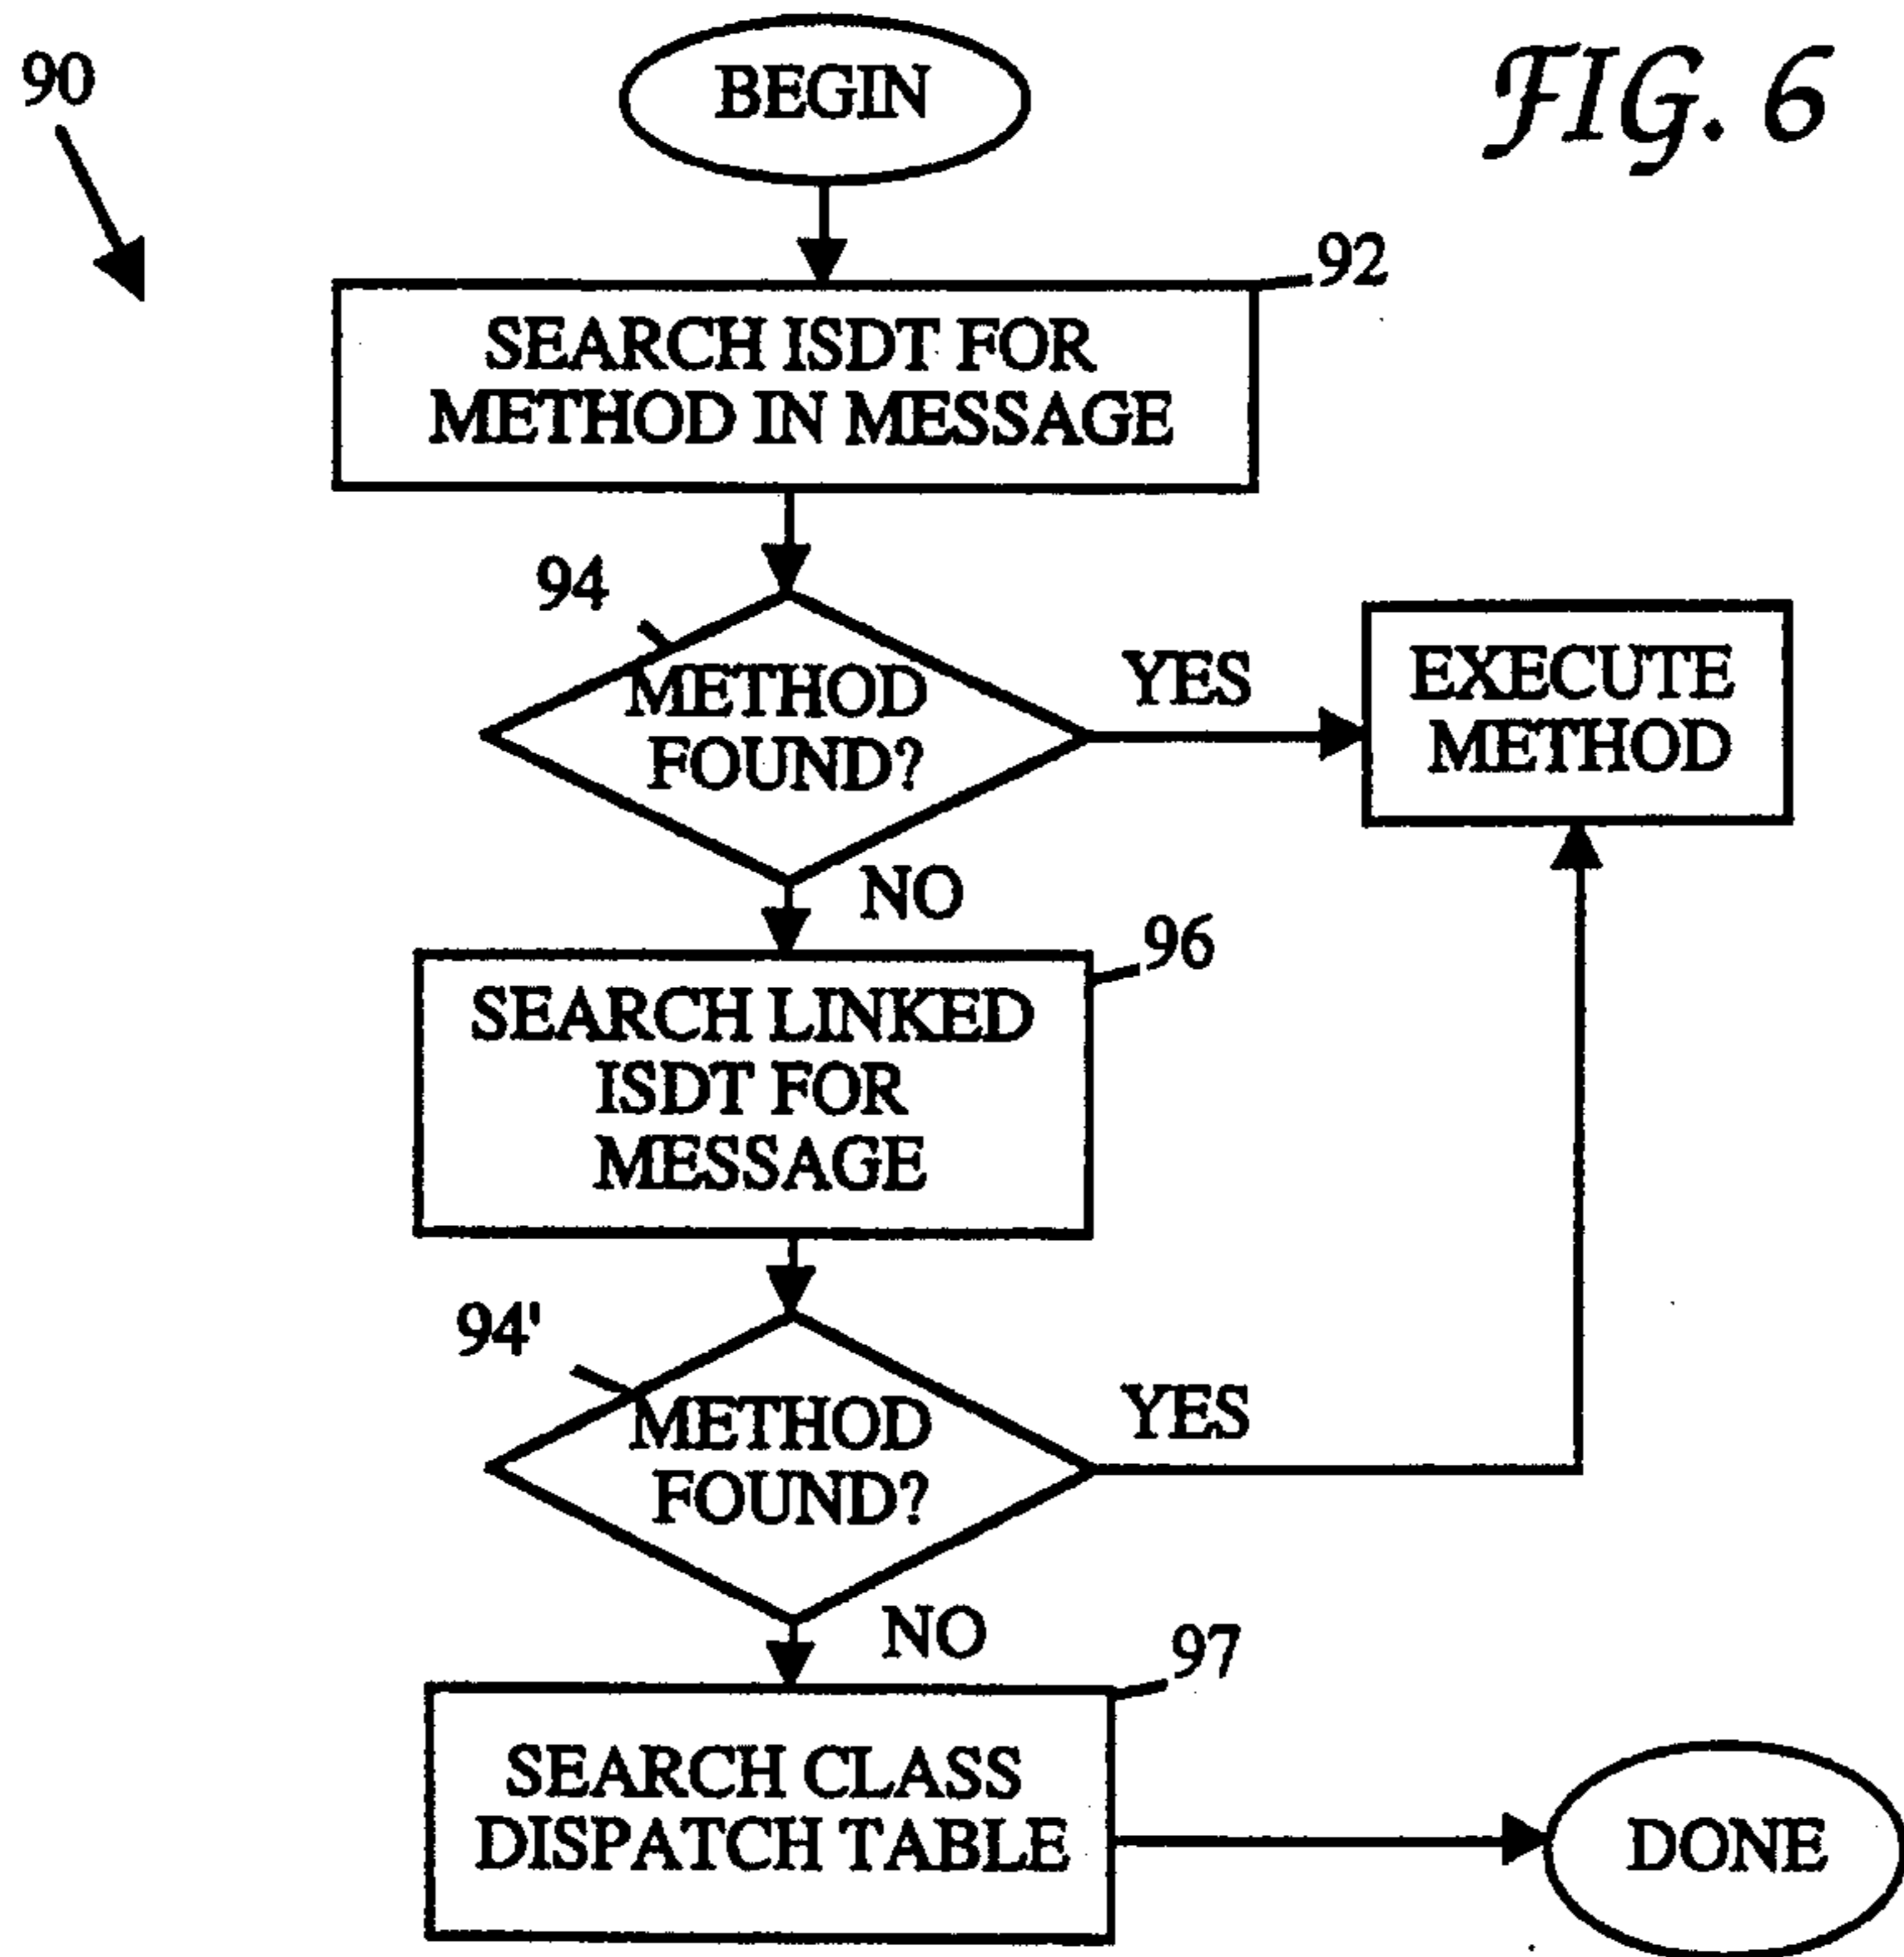 90
BEGIN
FIG. 6
92
SEARCH ISDT FOR
METHOD IN MESSAGE
94
METHOD
FOUND?
YES
EXECUTE
METHOD
NO
96
SEARCH LINKED
ISDT FOR
MESSAGE
94'
METHOD
FOUND?
YES
NO
97
SEARCH CLASS
DISPATCH TABLE
DONE